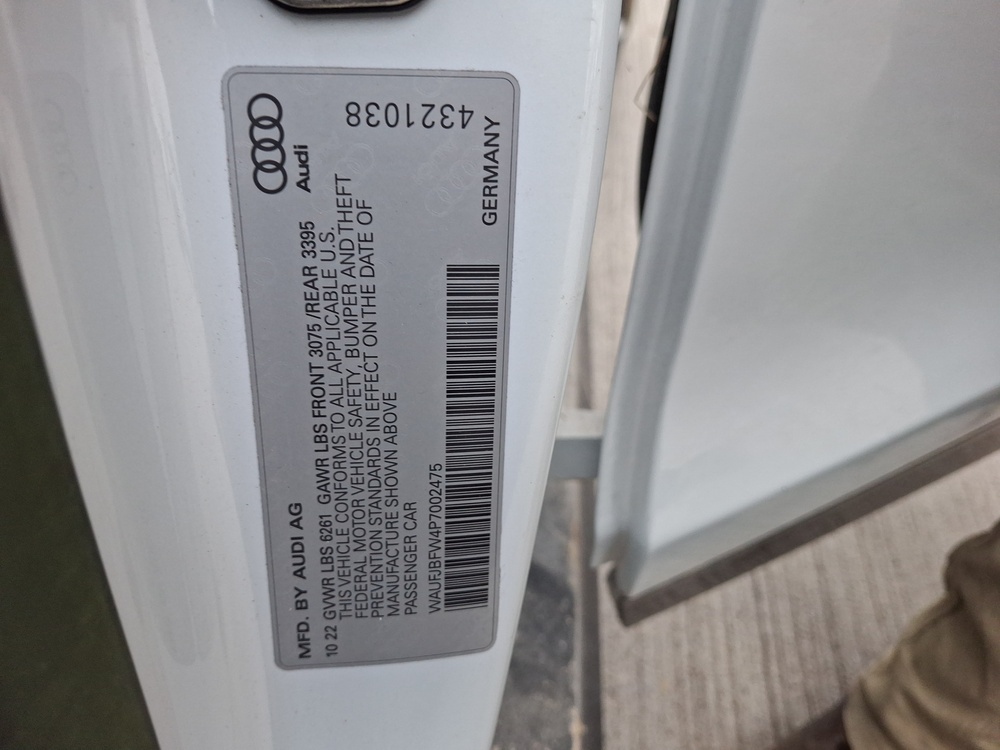 MFD. BY AUDI AG
10 22 GVWR LBS 6261 GAWR LBS FRONT 3075 /REAR 3395
THIS VEHICLE CONFORMS TO ALL APPLICABLE U.S.
FEDERAL MOTOR VEHICLE SAFETY, BUMPER AND THEFT
PREVENTION STANDARDS IN EFFECT ON THE DATE OF
MANUFACTURE SHOWN ABOVE
PASSENGER CAR
WAUFJBFW4P7002475
Audi
4321038
GERMANY